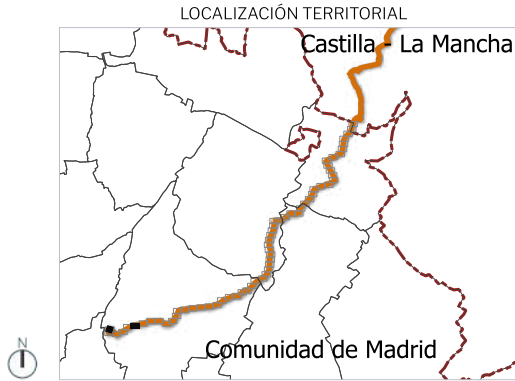 LOCALIZACIÓN TERRITORIAL
Castilla - La Mancha
Comunidad de Madrid
N